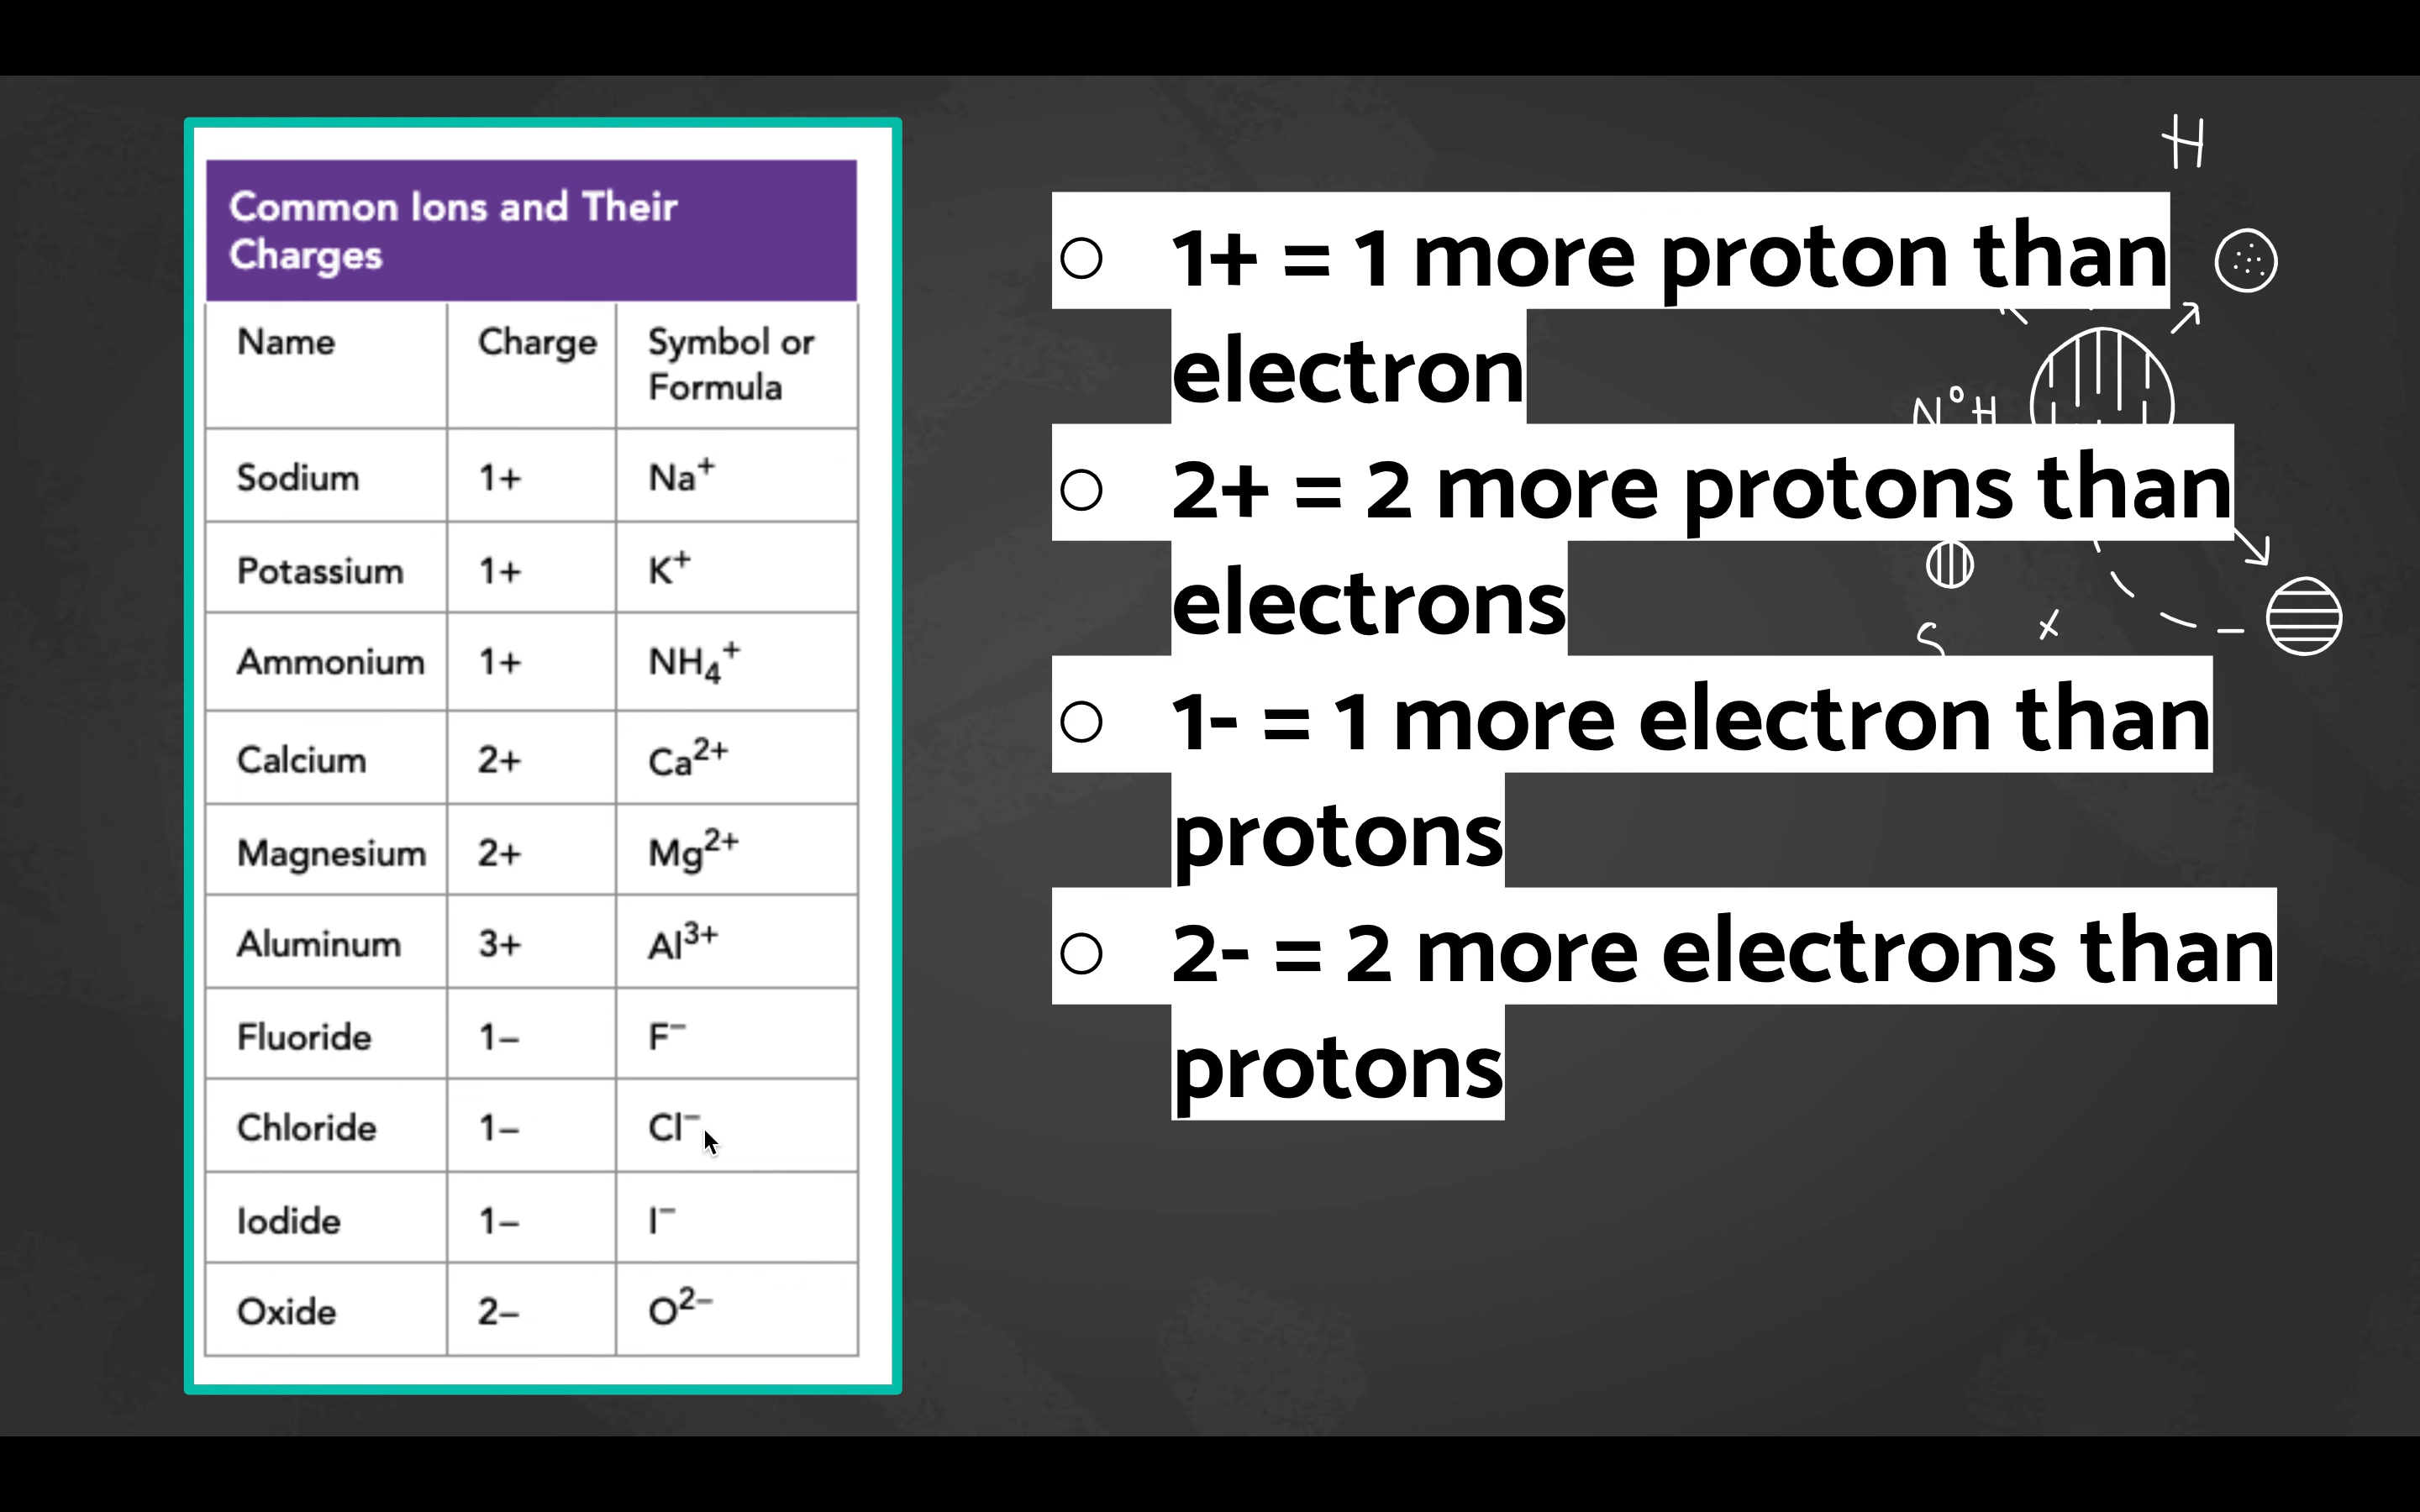 Common Ions and Their
Charges
Name Charge Symbol or
Formula
Sodium 1+ Na⁺
Potassium 1+ K⁺
Ammonium 1+ NH₄⁺
Calcium 2+ Ca²⁺
Magnesium 2+ Mg²⁺
Aluminum 3+ Al³⁺
Fluoride 1– F⁻
Chloride 1– Cl⁻
Iodide 1– I⁻
Oxide 2– O²⁻
○ 1+ = 1 more proton than
electron
○ 2+ = 2 more protons than
electrons
○ 1- = 1 more electron than
protons
○ 2- = 2 more electrons than
protons
H
N° H
S x